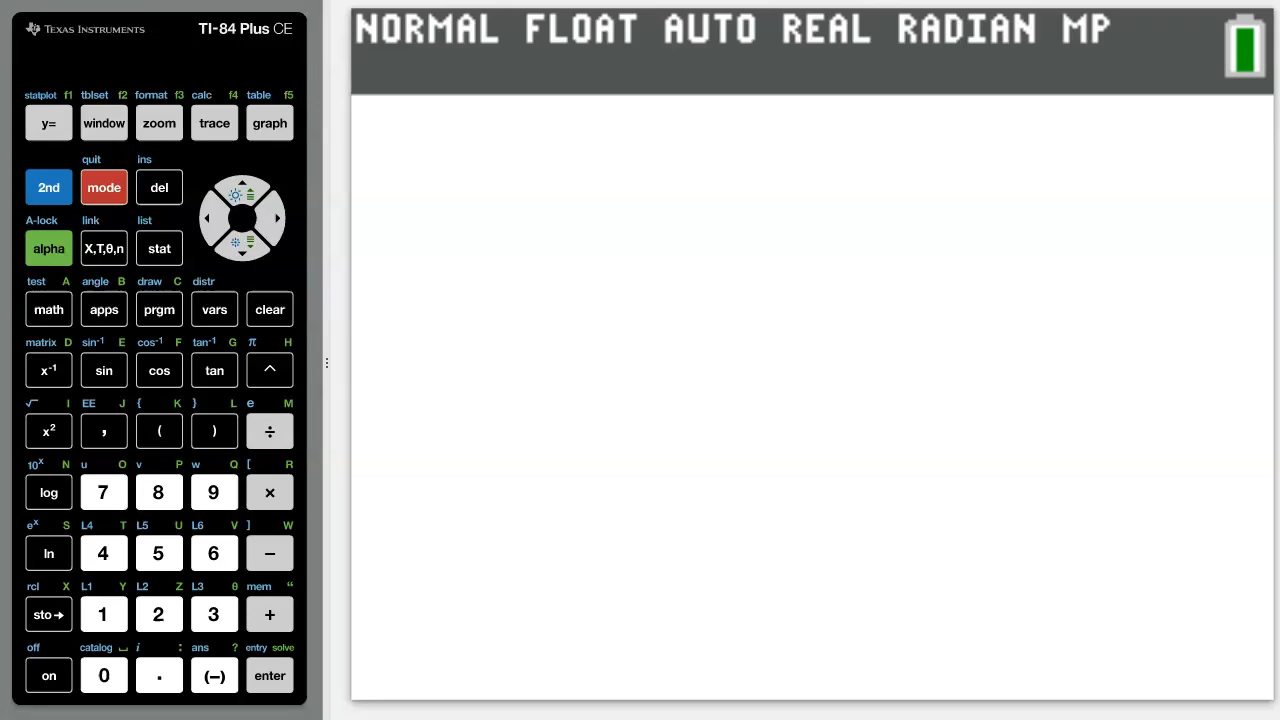 TEXAS INSTRUMENTS TI-84 Plus CE
NORMAL FLOAT AUTO REAL RADIAN MP
statplot f1 tblset f2 format f3 calc f4 table f5
y= window zoom trace graph
quit ins
2nd mode del
A-lock link list
alpha X,T,θ,n stat
test A angle B draw C distr
math apps prgm vars clear
matrix D sin⁻¹ E cos⁻¹ F tan⁻¹ G π H
x⁻¹ sin cos tan ^
√ I EE J { K } L e M
x² , ( ) ÷
10ˣ N u O v P w Q [ R
log 7 8 9 ×
eˣ S L4 T L5 U L6 V ] W
ln 4 5 6 −
rcl X L1 Y L2 Z L3 θ mem “
sto→ 1 2 3 +
off catalog ⎵ i : ans ? entry solve
on 0 . (−) enter